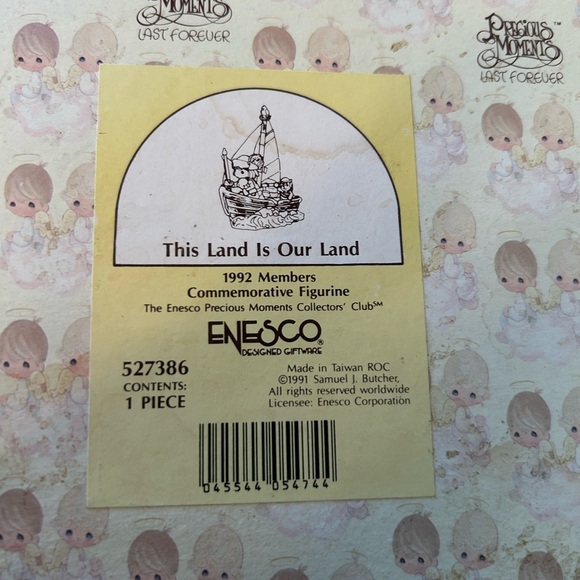 MOMENTS
LAST FOREVER
PRECIOUS ™
MOMENTS
LAST FOREVER
This Land Is Our Land
1992 Members
Commemorative Figurine
The Enesco Precious Moments Collectors' Club℠
ENESCO®
DESIGNED GIFTWARE
527386
CONTENTS:
1 PIECE
Made in Taiwan ROC
©1991 Samuel J. Butcher,
All rights reserved worldwide
Licensee: Enesco Corporation
045544 054744